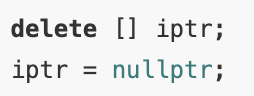 delete [] iptr;
iptr = nullptr;